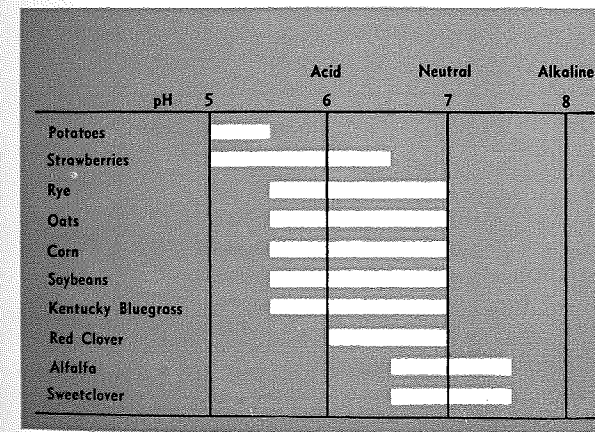 Acid Neutral Alkaline
pH 5 6 7 8
Potatoes
Strawberries
Rye
Oats
Corn
Soybeans
Kentucky Bluegrass
Red Clover
Alfalfa
Sweetclover